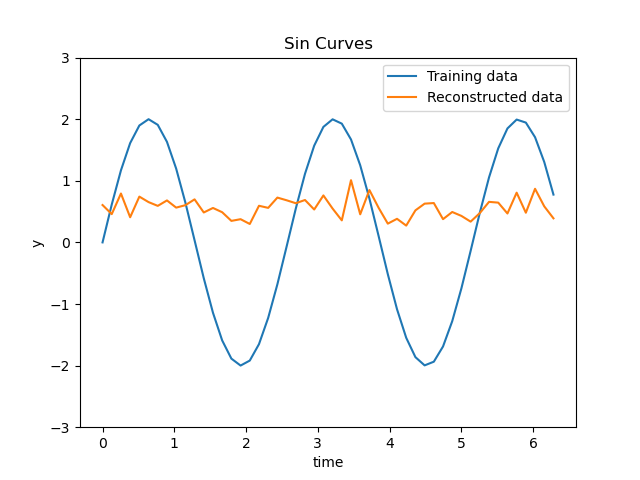 Sin Curves
Training data
Reconstructed data
3
2
1
0
−1
−2
−3
y
0 1 2 3 4 5 6
time